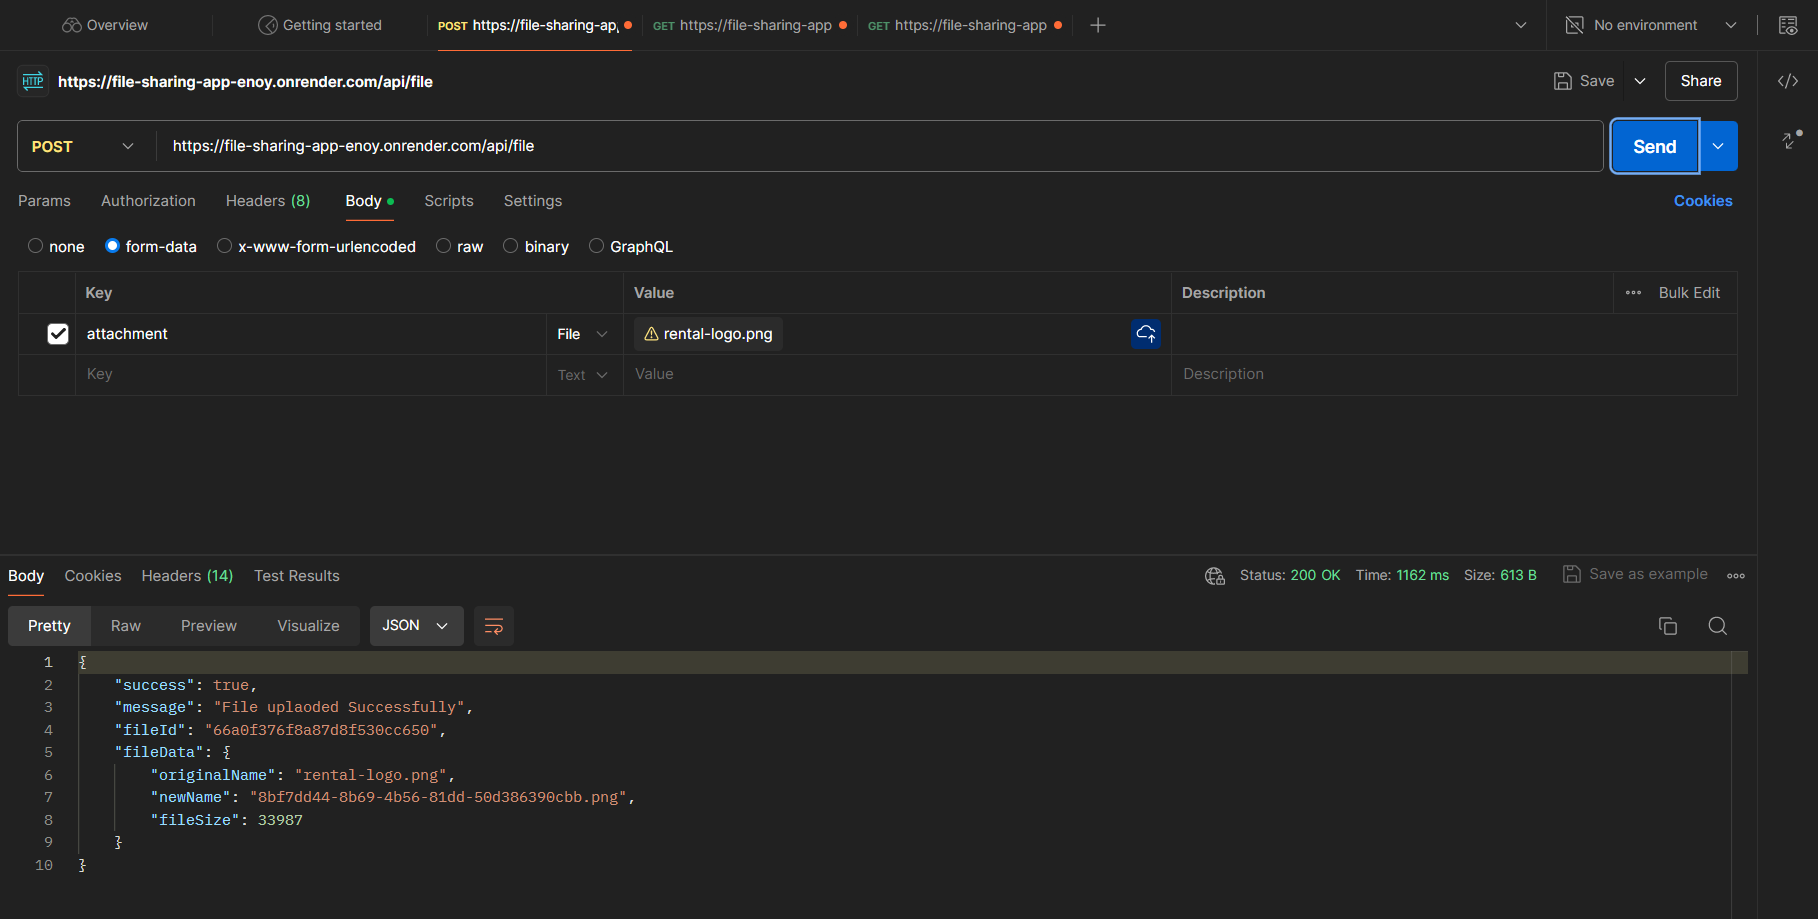 Overview
Getting started
POST https://file-sharing-ap
GET https://file-sharing-app
GET https://file-sharing-app
No environment
HTTP
https://file-sharing-app-enoy.onrender.com/api/file
Save
Share
POST
https://file-sharing-app-enoy.onrender.com/api/file
Send
Params Authorization Headers (8) Body Scripts Settings Cookies
none form-data x-www-form-urlencoded raw binary GraphQL
Key Value Description ••• Bulk Edit
attachment File rental-logo.png
Key Text Value Description
Body Cookies Headers (14) Test Results Status: 200 OK Time: 1162 ms Size: 613 B Save as example
Pretty Raw Preview Visualize JSON
1 {
2 "success": true,
3 "message": "File uplaoded Successfully",
4 "fileId": "66a0f376f8a87d8f530cc650",
5 "fileData": {
6 "originalName": "rental-logo.png",
7 "newName": "8bf7dd44-8b69-4b56-81dd-50d386390cbb.png",
8 "fileSize": 33987
9 }
10 }